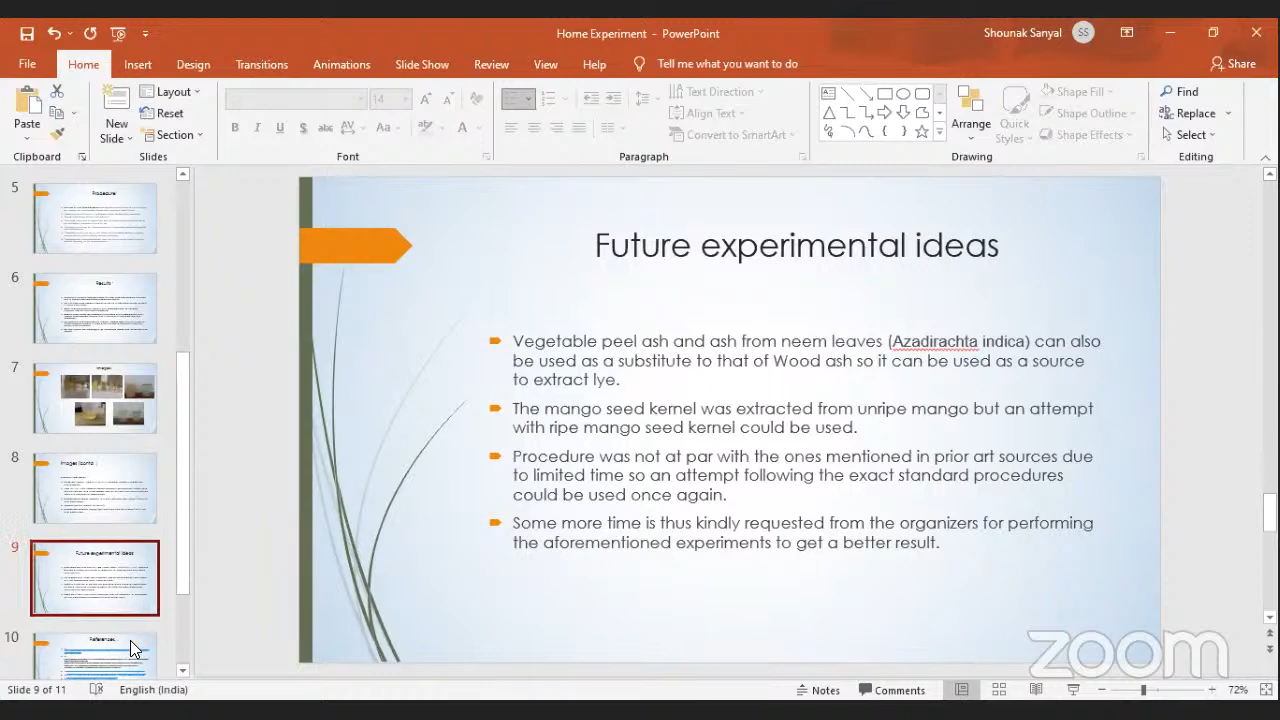 Home Experiment - PowerPoint
Shounak Sanyal
SS
File
Home
Insert
Design
Transitions
Animations
Slide Show
Review
View
Help
Tell me what you want to do
Share
Paste
Clipboard
New
Slide
Layout
Reset
Section
Slides
14
Font
Text Direction
Align Text
Convert to SmartArt
Paragraph
Arrange
Quick
Styles
Shape Fill
Shape Outline
Shape Effects
Drawing
Find
Replace
Select
Editing
5
Procedure
6
Results
7
Images
8
9
Future experimental ideas
10
References
Future experimental ideas
Vegetable peel ash and ash from neem leaves (Azadirachta indica) can also
be used as a substitute to that of Wood ash so it can be used as a source
to extract lye.
The mango seed kernel was extracted from unripe mango but an attempt
with ripe mango seed kernel could be used.
Procedure was not at par with the ones mentioned in prior art sources due
to limited time so an attempt following the exact standard procedures
could be used once again.
Some more time is thus kindly requested from the organizers for performing
the aforementioned experiments to get a better result.
zoom
Slide 9 of 11
English (India)
Notes
Comments
72%